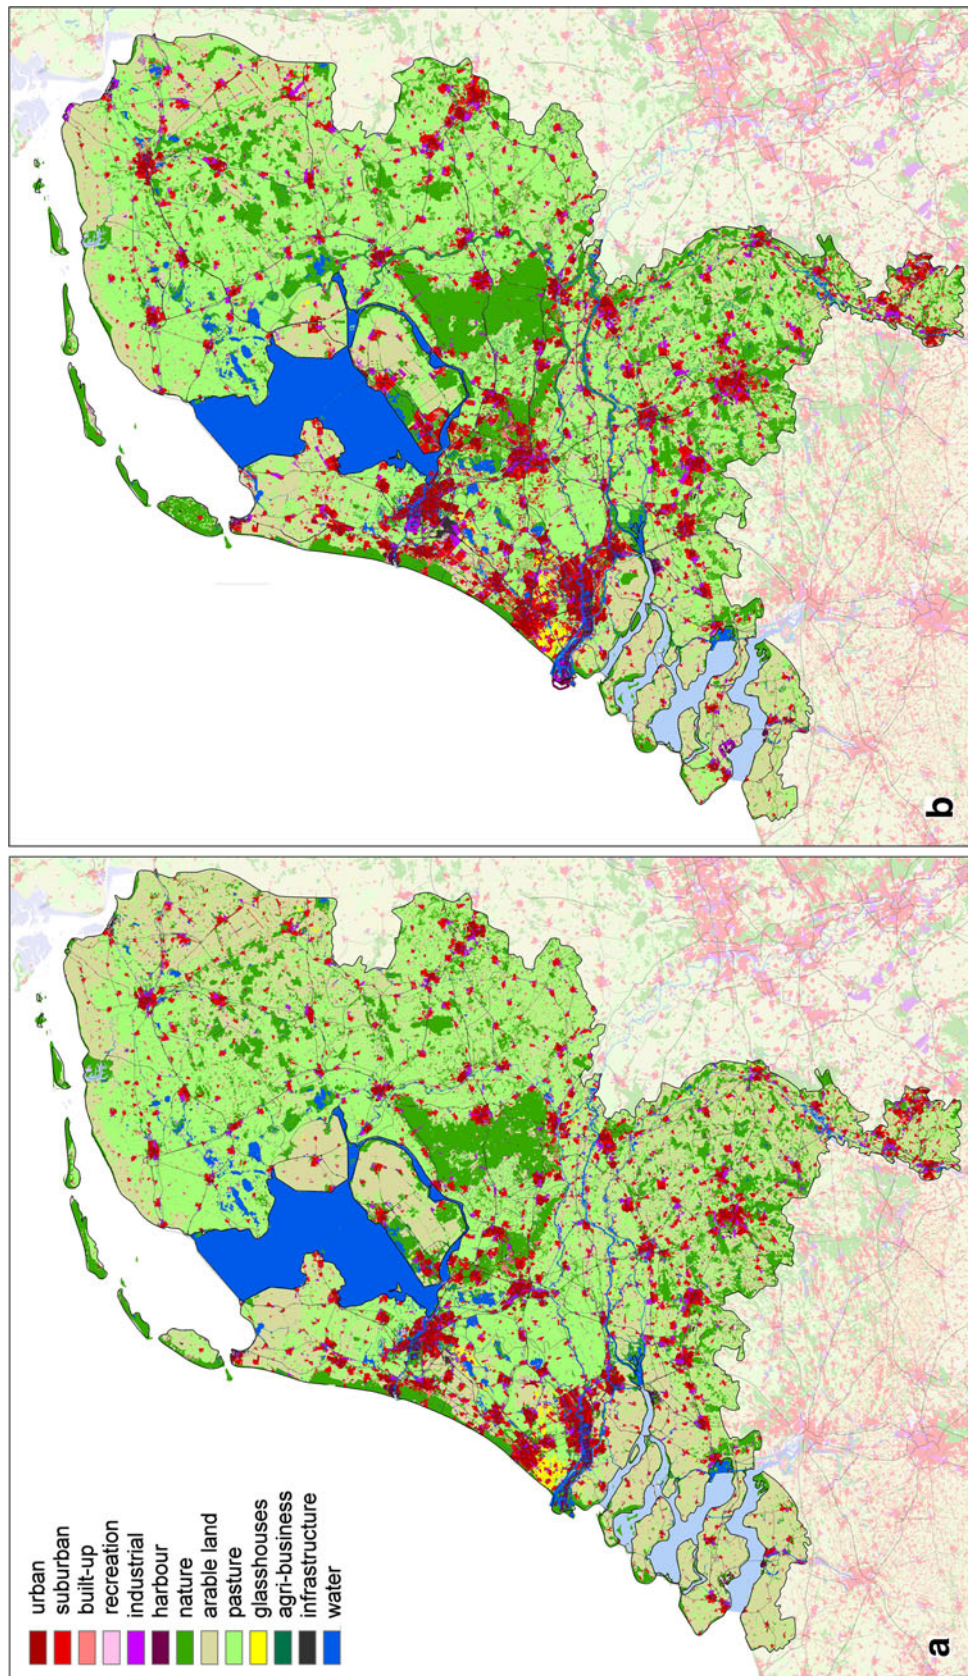 urban
suburban
built-up
recreation
industrial
harbour
nature
arable land
pasture
glasshouses
agri-business
infrastructure
water
a
b